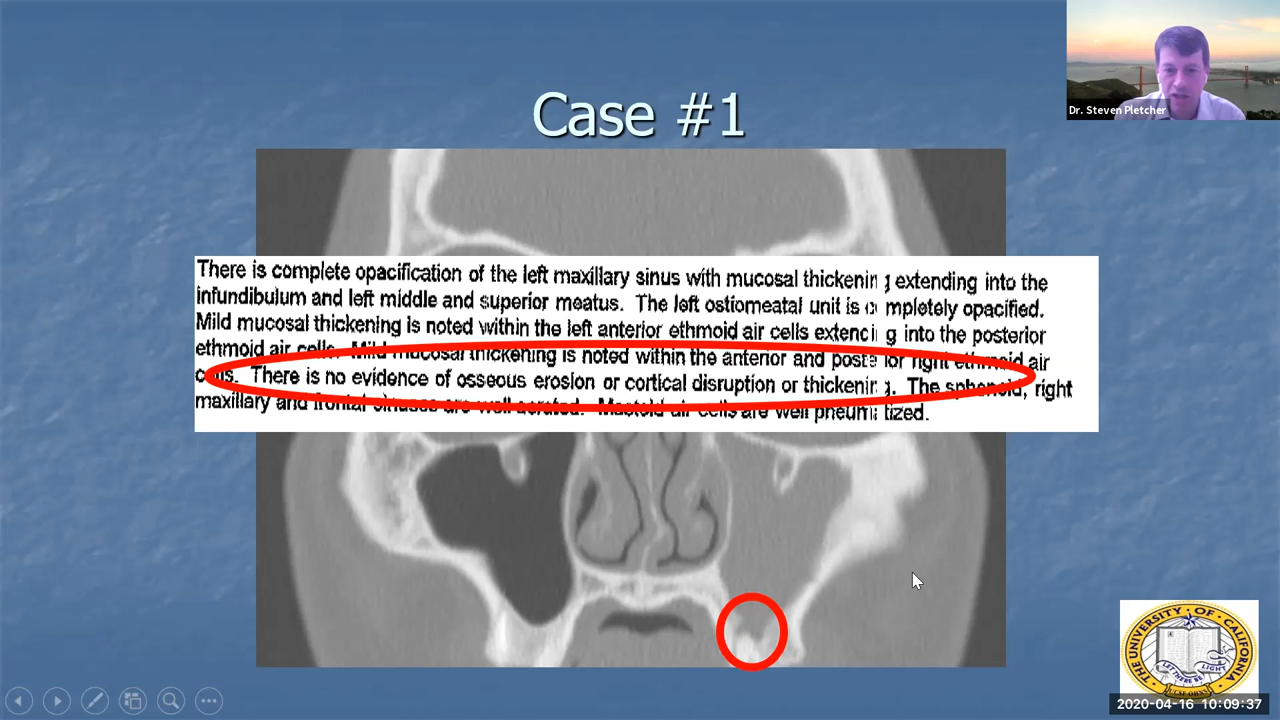 Dr. Steven Pletcher
Case #1
There is complete opacification of the left maxillary sinus with mucosal thickening extending into the
infundibulum and left middle and superior meatus. The left ostiomeatal unit is completely opacified.
Mild mucosal thickening is noted within the left anterior ethmoid air cells extending into the posterior
ethmoid air cells. Mild mucosal thickening is noted within the anterior and posterior right ethmoid air
cells. There is no evidence of osseous erosion or cortical disruption or thickening. The sphenoid, right
maxillary and frontal sinuses are well aerated. Mastoid air cells are well pneumatized.
THE UNIVERSITY OF CALIFORNIA
LET THERE BE LIGHT
UCSF OHNS
2020-04-16 10:09:37